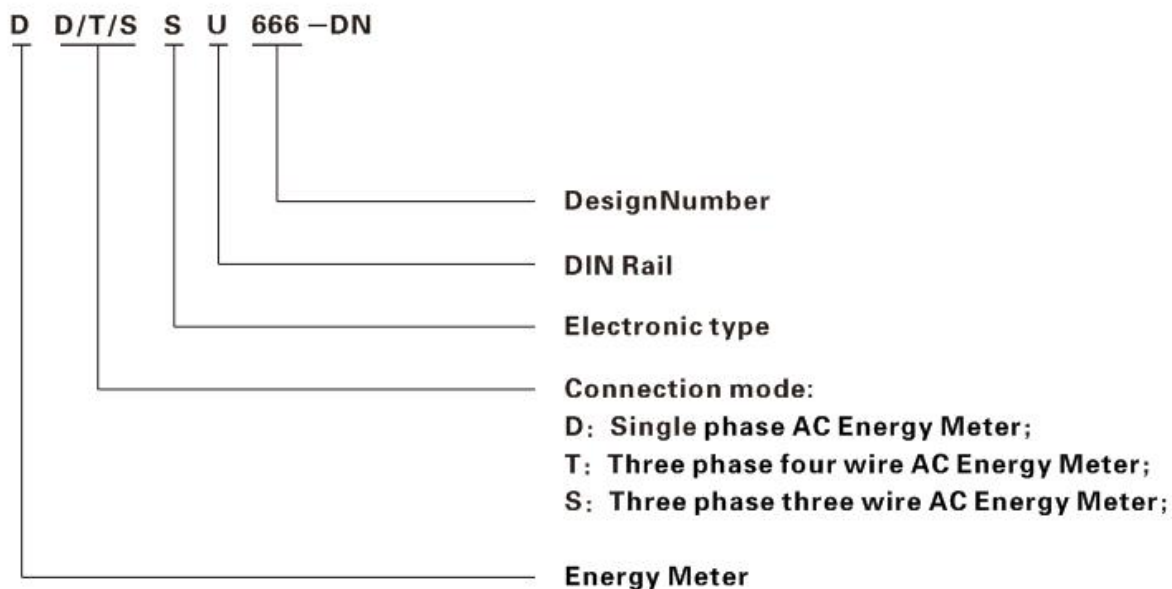 D D/T/S S U 666 –DN
DesignNumber
DIN Rail
Electronic type
Connection mode:
D: Single phase AC Energy Meter;
T: Three phase four wire AC Energy Meter;
S: Three phase three wire AC Energy Meter;
Energy Meter